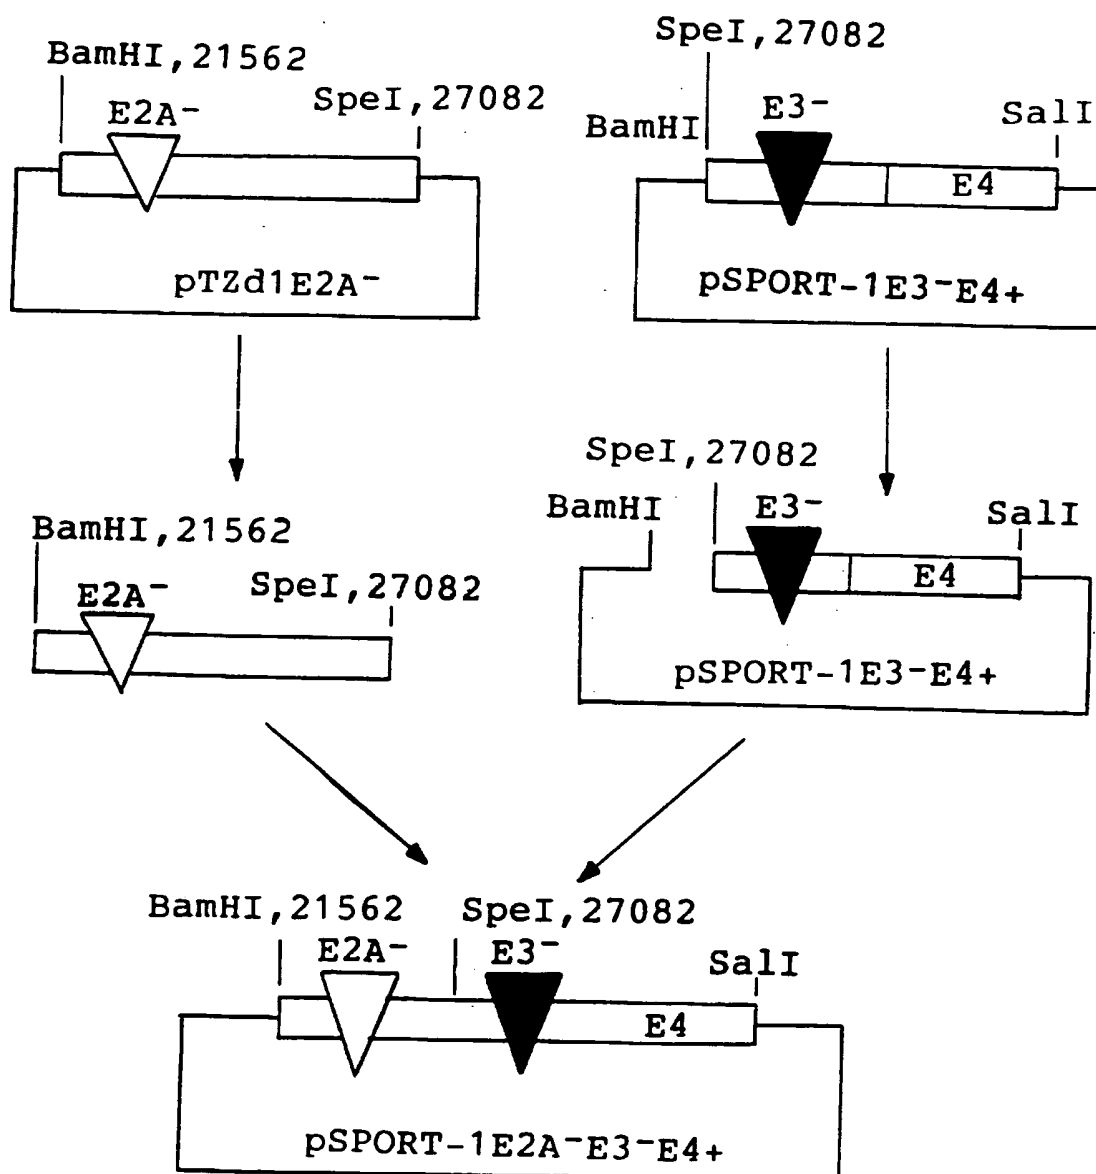 BamHI,21562
E2A-
SpeI,27082
pTZd1E2A-
SpeI,27082
BamHI
E3-
SalI
E4
pSPORT-1E3-E4+
BamHI,21562
E2A-
SpeI,27082
SpeI,27082
BamHI
E3-
SalI
E4
pSPORT-1E3-E4+
BamHI,21562
SpeI,27082
E2A-
E3-
SalI
E4
pSPORT-1E2A-E3-E4+